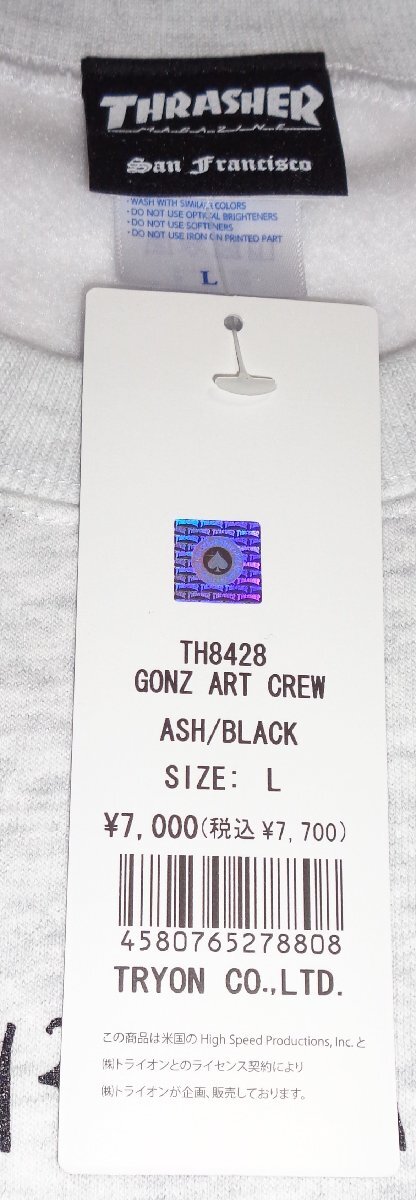 THRASHER
MAGAZINE
San Francisco
・WASH WITH SIMILAR COLORS
・DO NOT USE OPTICAL BRIGHTENERS
・DO NOT USE SOFTENERS
・DO NOT USE IRON ON PRINTED PART
L
TH8428
GONZ ART CREW
ASH/BLACK
SIZE: L
¥7,000(税込 ¥7,700)
4580765278808
TRYON CO.,LTD.
この商品は米国の High Speed Productions, Inc. と
㈱トライオンとのライセンス契約により
㈱トライオンが企画、販売しております。